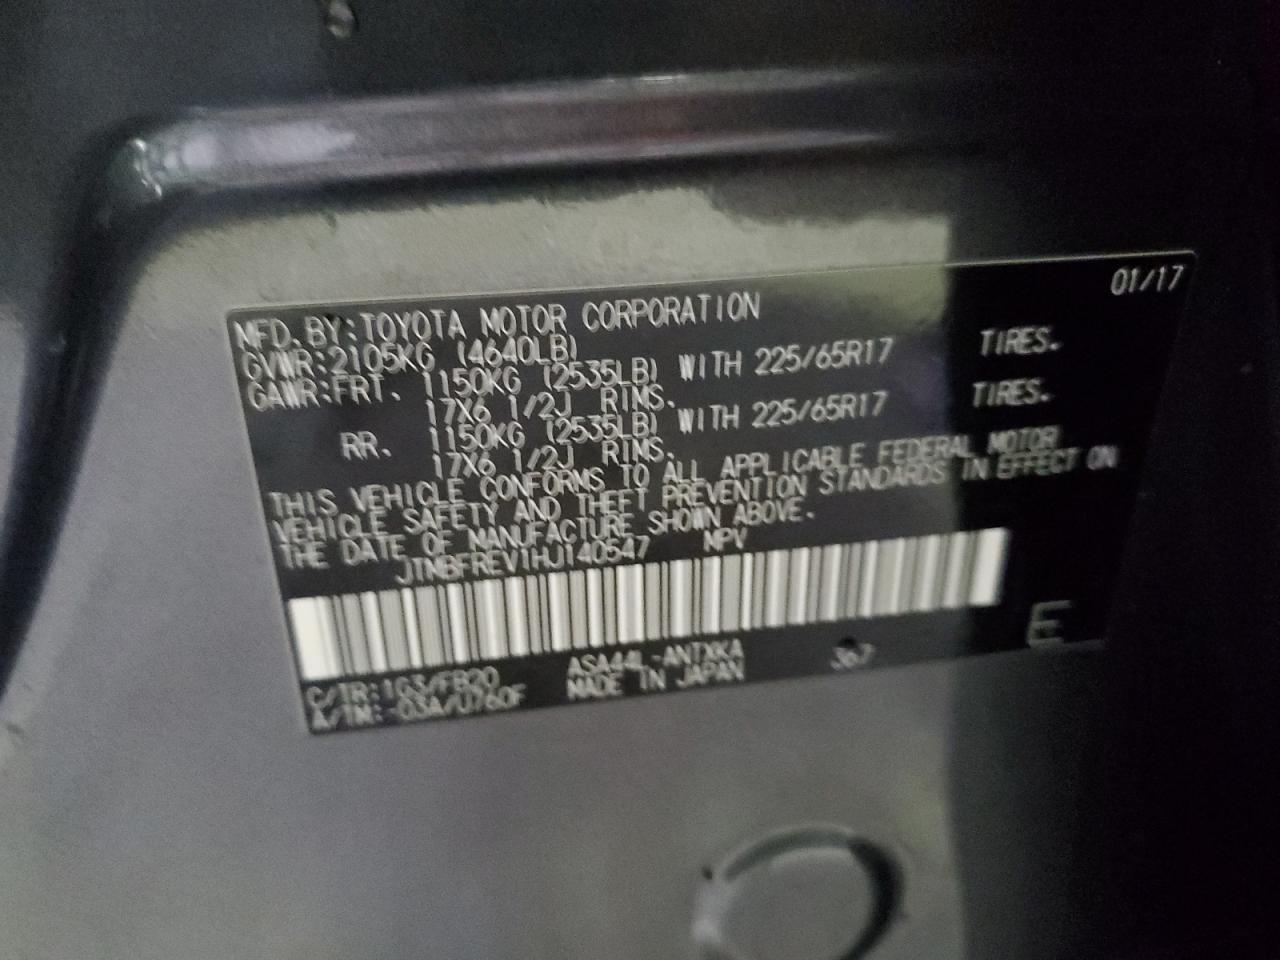 01/17
MFD. BY: TOYOTA MOTOR CORPORATION
GVWR: 2105KG (4640LB)
GAWR: FRT. 1150KG (2535LB) WITH 225/65R17 TIRES.
17X6 1/2J RIMS.
RR. 1150KG (2535LB) WITH 225/65R17 TIRES.
17X6 1/2J RIMS.
THIS VEHICLE CONFORMS TO ALL APPLICABLE FEDERAL MOTOR
VEHICLE SAFETY AND THEFT PREVENTION STANDARDS IN EFFECT ON
THE DATE OF MANUFACTURE SHOWN ABOVE.
JTNBFREV1HJ140547 MPV
C/TR: 1G3/FB20 ASA44L-ANTXKA 367 E
A/TM: -03A/U760F MADE IN JAPAN